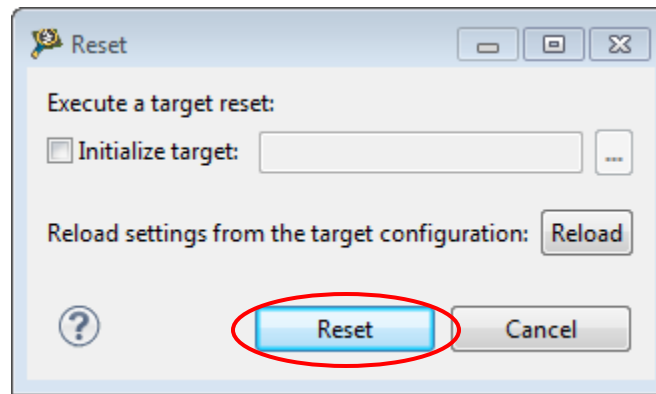 Reset
Execute a target reset:
Initialize target:
...
Reload settings from the target configuration: Reload
? Reset Cancel